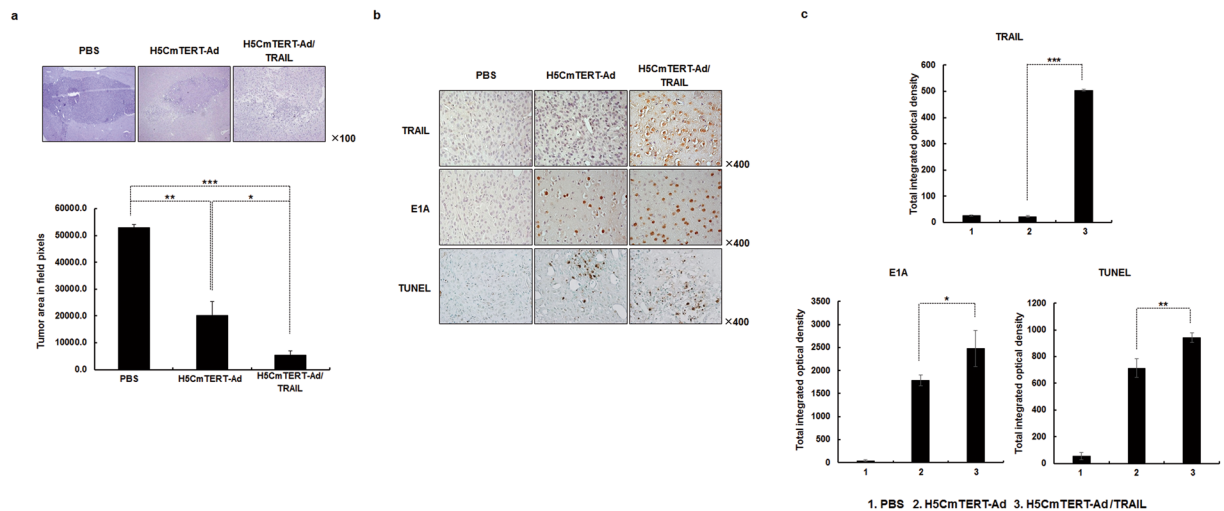 a
PBS
H5CmTERT-Ad
H5CmTERT-Ad/
TRAIL
×100
***
**
*
Tumor area in field pixels
60000.0
50000.0
40000.0
30000.0
20000.0
10000.0
0.0
PBS
H5CmTERT-Ad
H5CmTERT-Ad/
TRAIL
b
PBS
H5CmTERT-Ad
H5CmTERT-Ad/
TRAIL
TRAIL
×400
E1A
×400
TUNEL
×400
c
TRAIL
***
Total integrated optical density
600
500
400
300
200
100
0
1
2
3
E1A
*
Total integrated optical density
3500
3000
2500
2000
1500
1000
500
0
1
2
3
TUNEL
**
Total integrated optical density
1200
1000
800
600
400
200
0
1
2
3
1. PBS 2. H5CmTERT-Ad 3. H5CmTERT-Ad/TRAIL